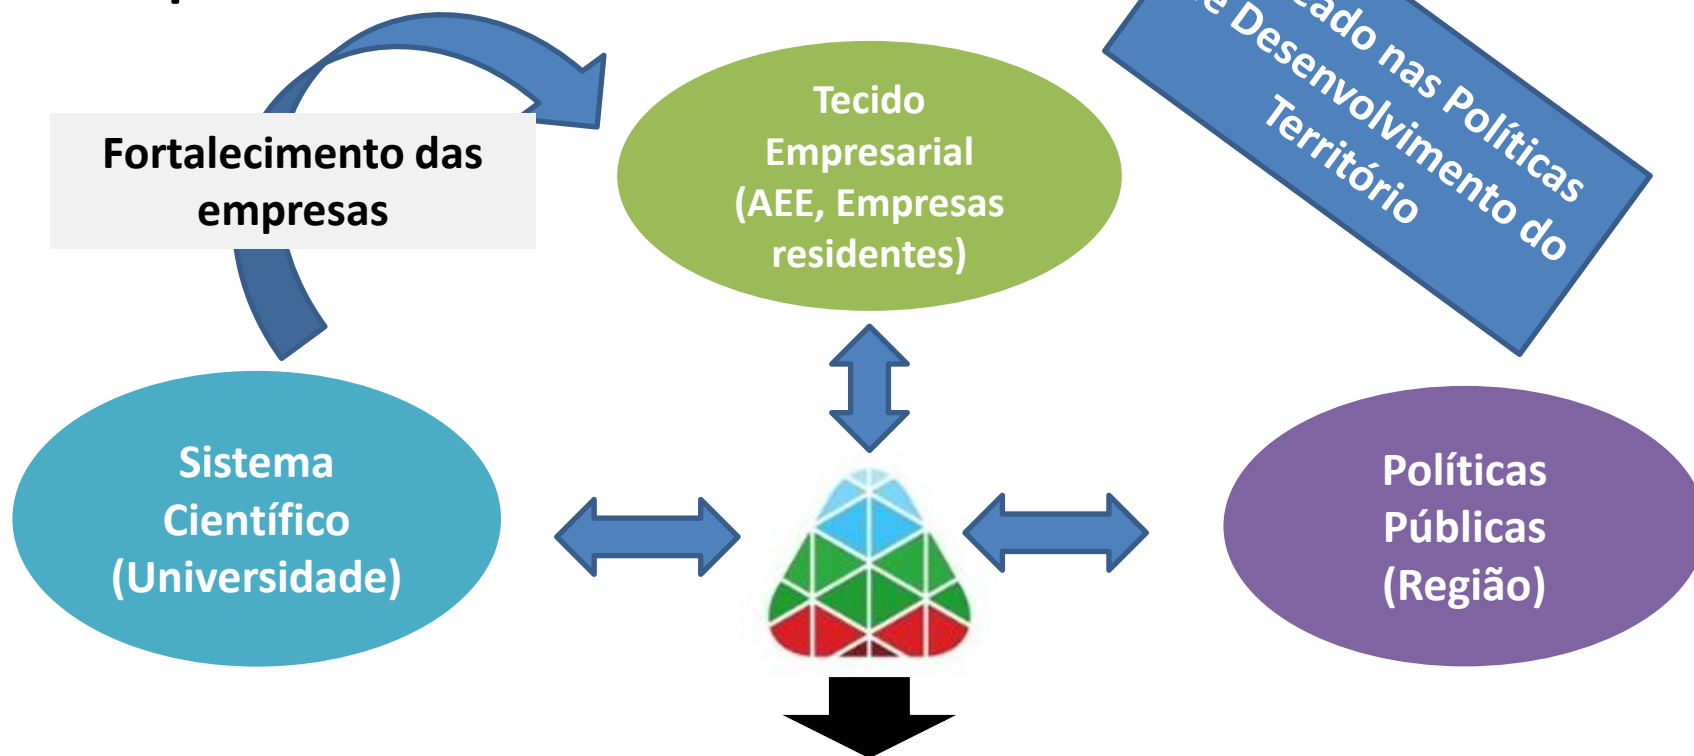 Fortalecimento das
empresas
Tecido
Empresarial
(AEE, Empresas
residentes)
nas Políticas
Desenvolvimento do
Território
Sistema
Científico
(Universidade)
Políticas
Públicas
(Região)